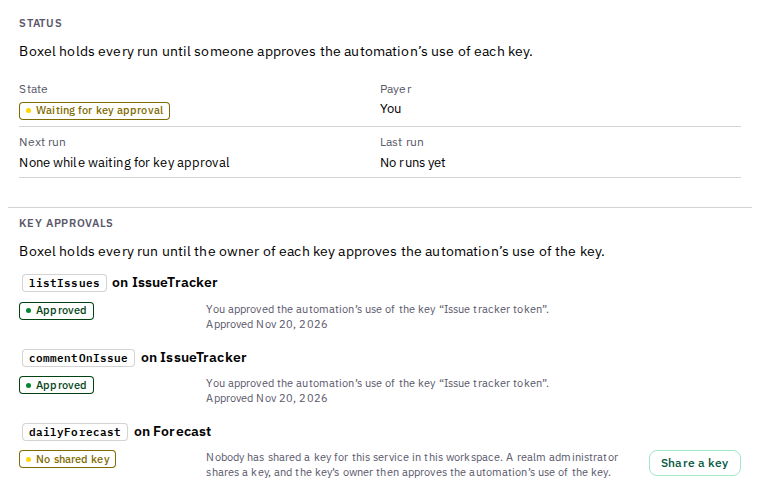 STATUS
Boxel holds every run until someone approves the automation’s use of each key.
State
Payer
Waiting for key approval
You
Next run
Last run
None while waiting for key approval
No runs yet
KEY APPROVALS
Boxel holds every run until the owner of each key approves the automation’s use of the key.
listIssues on IssueTracker
Approved
You approved the automation’s use of the key “Issue tracker token”.
Approved Nov 20, 2026
commentOnIssue on IssueTracker
Approved
You approved the automation’s use of the key “Issue tracker token”.
Approved Nov 20, 2026
dailyForecast on Forecast
No shared key
Nobody has shared a key for this service in this workspace. A realm administrator
shares a key, and the key’s owner then approves the automation’s use of the key.
Share a key